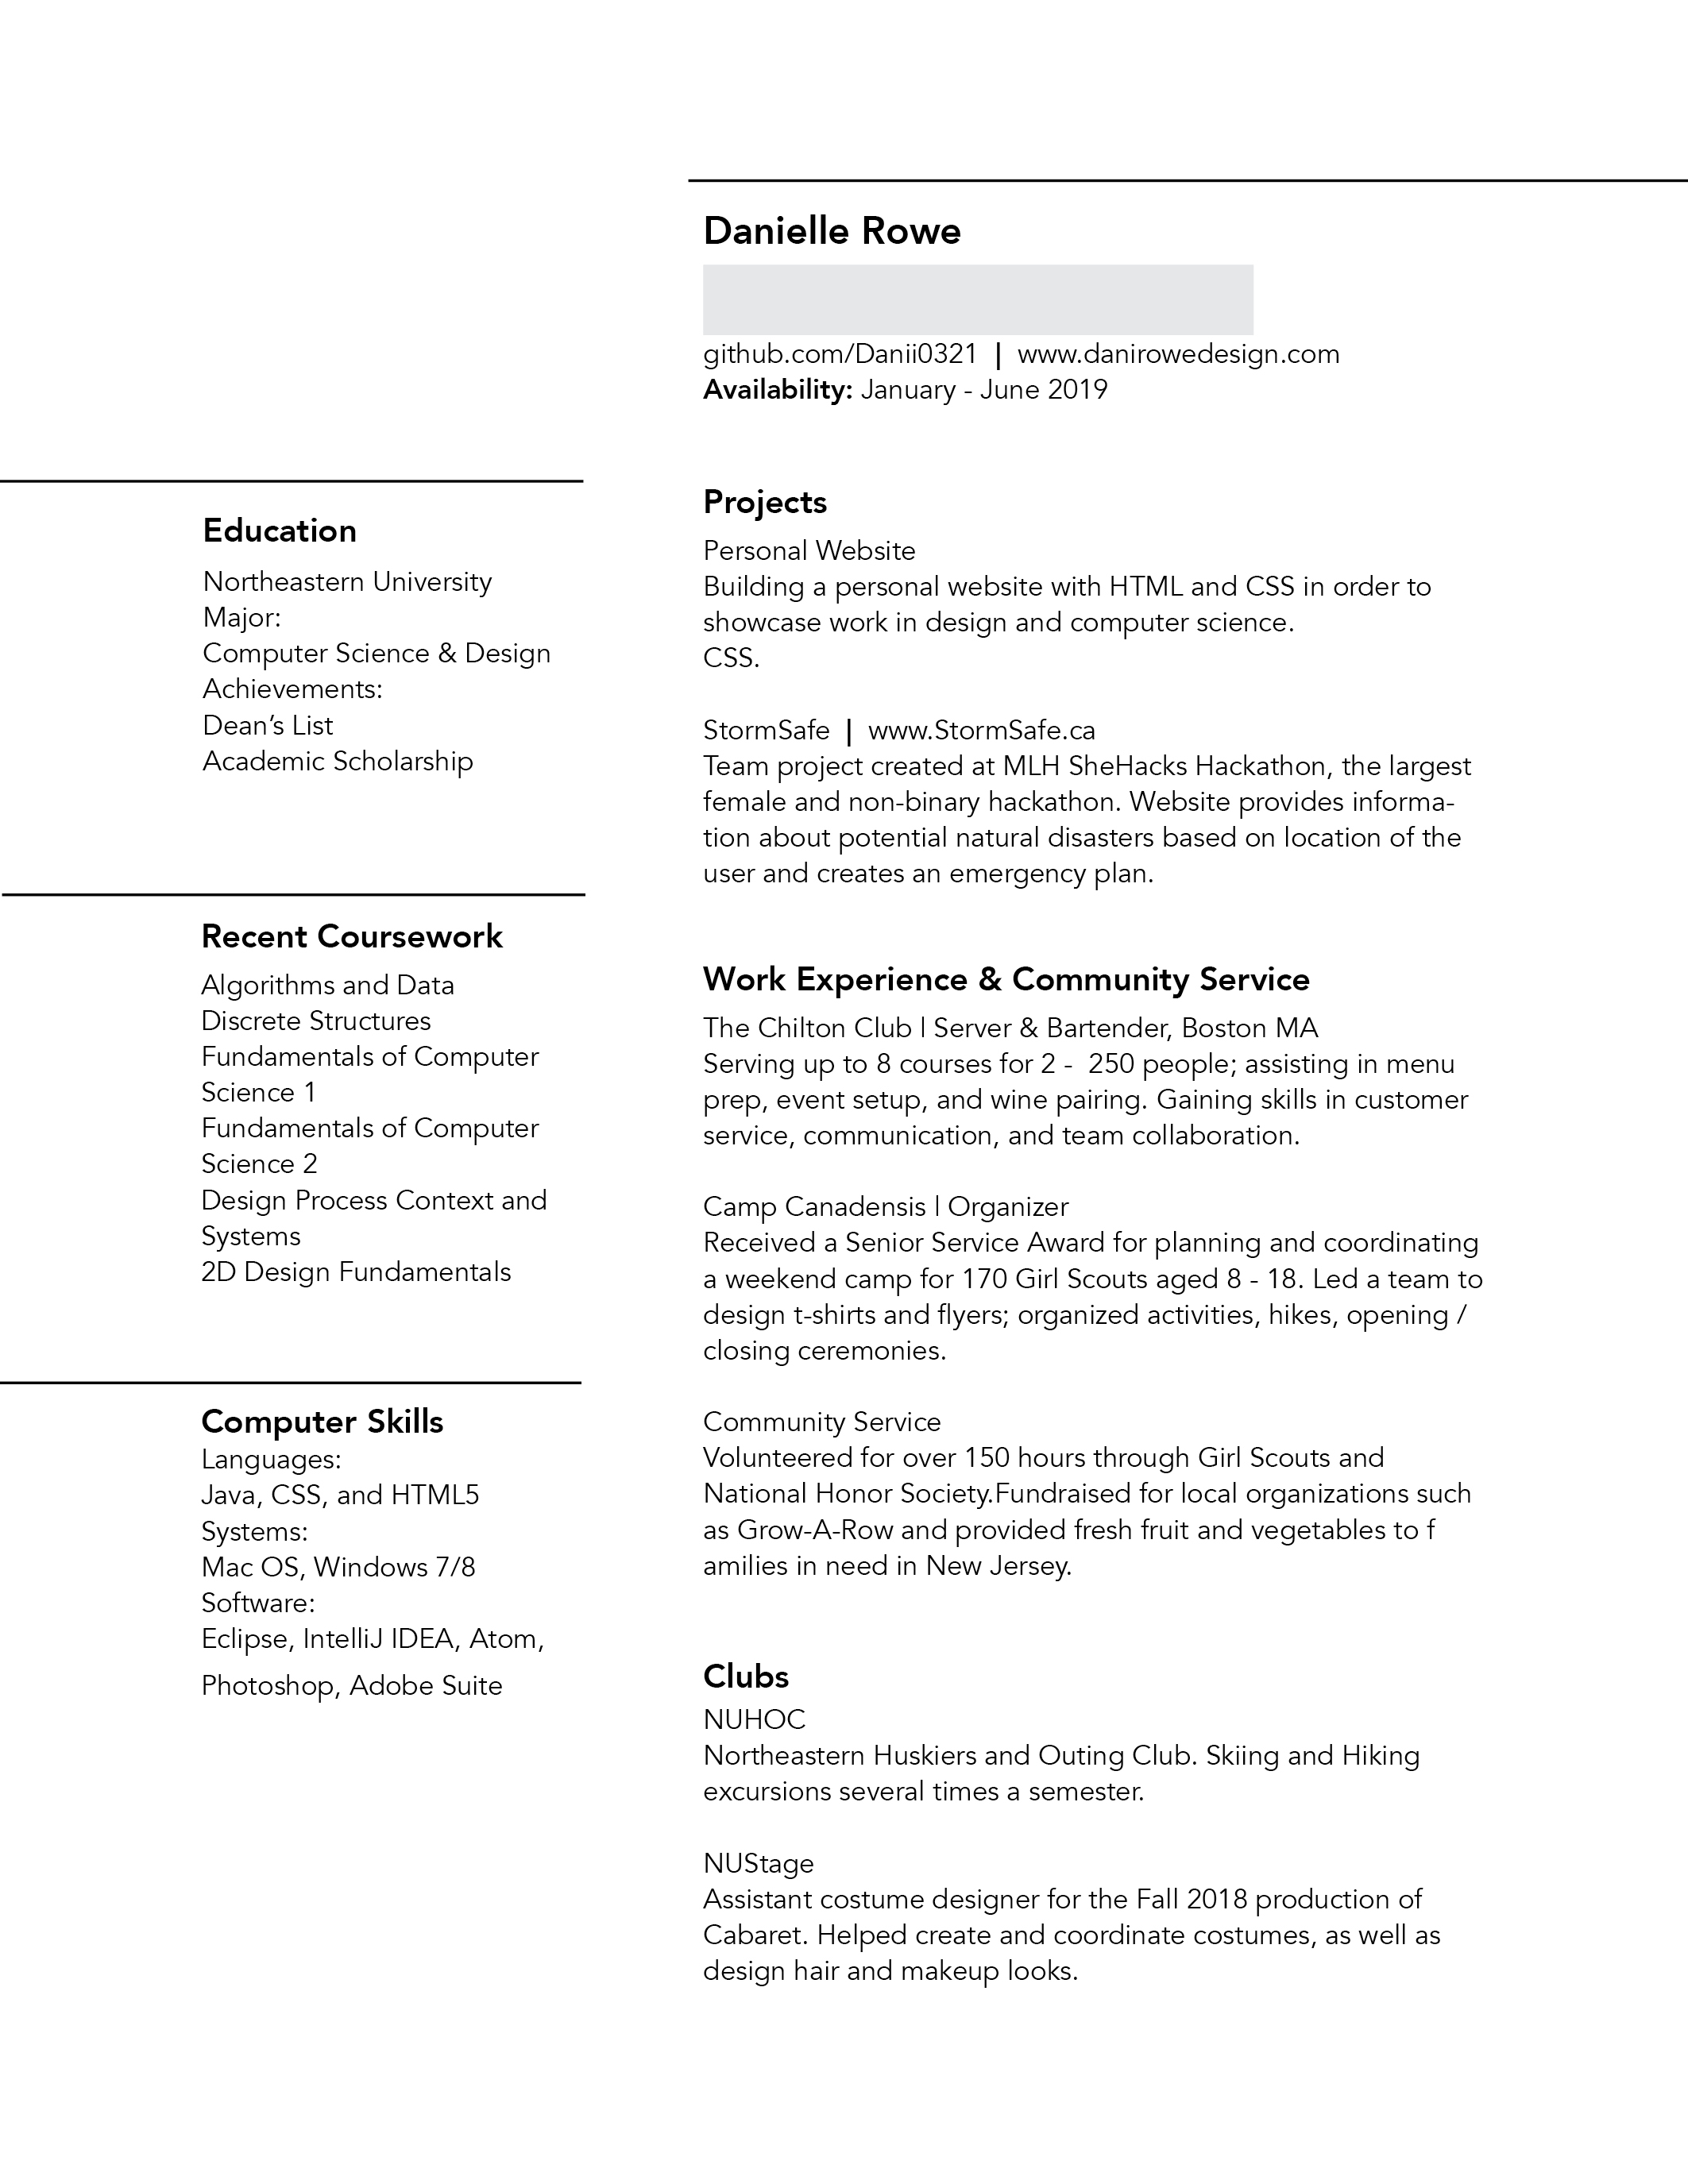 Danielle Rowe
github.com/Danii0321 | www.danirowedesign.com
Availability: January - June 2019
Education
Northeastern University
Major:
Computer Science & Design
Achievements:
Dean’s List
Academic Scholarship
Recent Coursework
Algorithms and Data
Discrete Structures
Fundamentals of Computer
Science 1
Fundamentals of Computer
Science 2
Design Process Context and
Systems
2D Design Fundamentals
Computer Skills
Languages:
Java, CSS, and HTML5
Systems:
Mac OS, Windows 7/8
Software:
Eclipse, IntelliJ IDEA, Atom,
Photoshop, Adobe Suite
Projects
Personal Website
Building a personal website with HTML and CSS in order to
showcase work in design and computer science.
CSS.
StormSafe | www.StormSafe.ca
Team project created at MLH SheHacks Hackathon, the largest
female and non-binary hackathon. Website provides informa-
tion about potential natural disasters based on location of the
user and creates an emergency plan.
Work Experience & Community Service
The Chilton Club l Server & Bartender, Boston MA
Serving up to 8 courses for 2 -  250 people; assisting in menu
prep, event setup, and wine pairing. Gaining skills in customer
service, communication, and team collaboration.
Camp Canadensis l Organizer
Received a Senior Service Award for planning and coordinating
a weekend camp for 170 Girl Scouts aged 8 - 18. Led a team to
design t-shirts and flyers; organized activities, hikes, opening /
closing ceremonies.
Community Service
Volunteered for over 150 hours through Girl Scouts and
National Honor Society.Fundraised for local organizations such
as Grow-A-Row and provided fresh fruit and vegetables to f
amilies in need in New Jersey.
Clubs
NUHOC
Northeastern Huskiers and Outing Club. Skiing and Hiking
excursions several times a semester.
NUStage
Assistant costume designer for the Fall 2018 production of
Cabaret. Helped create and coordinate costumes, as well as
design hair and makeup looks.